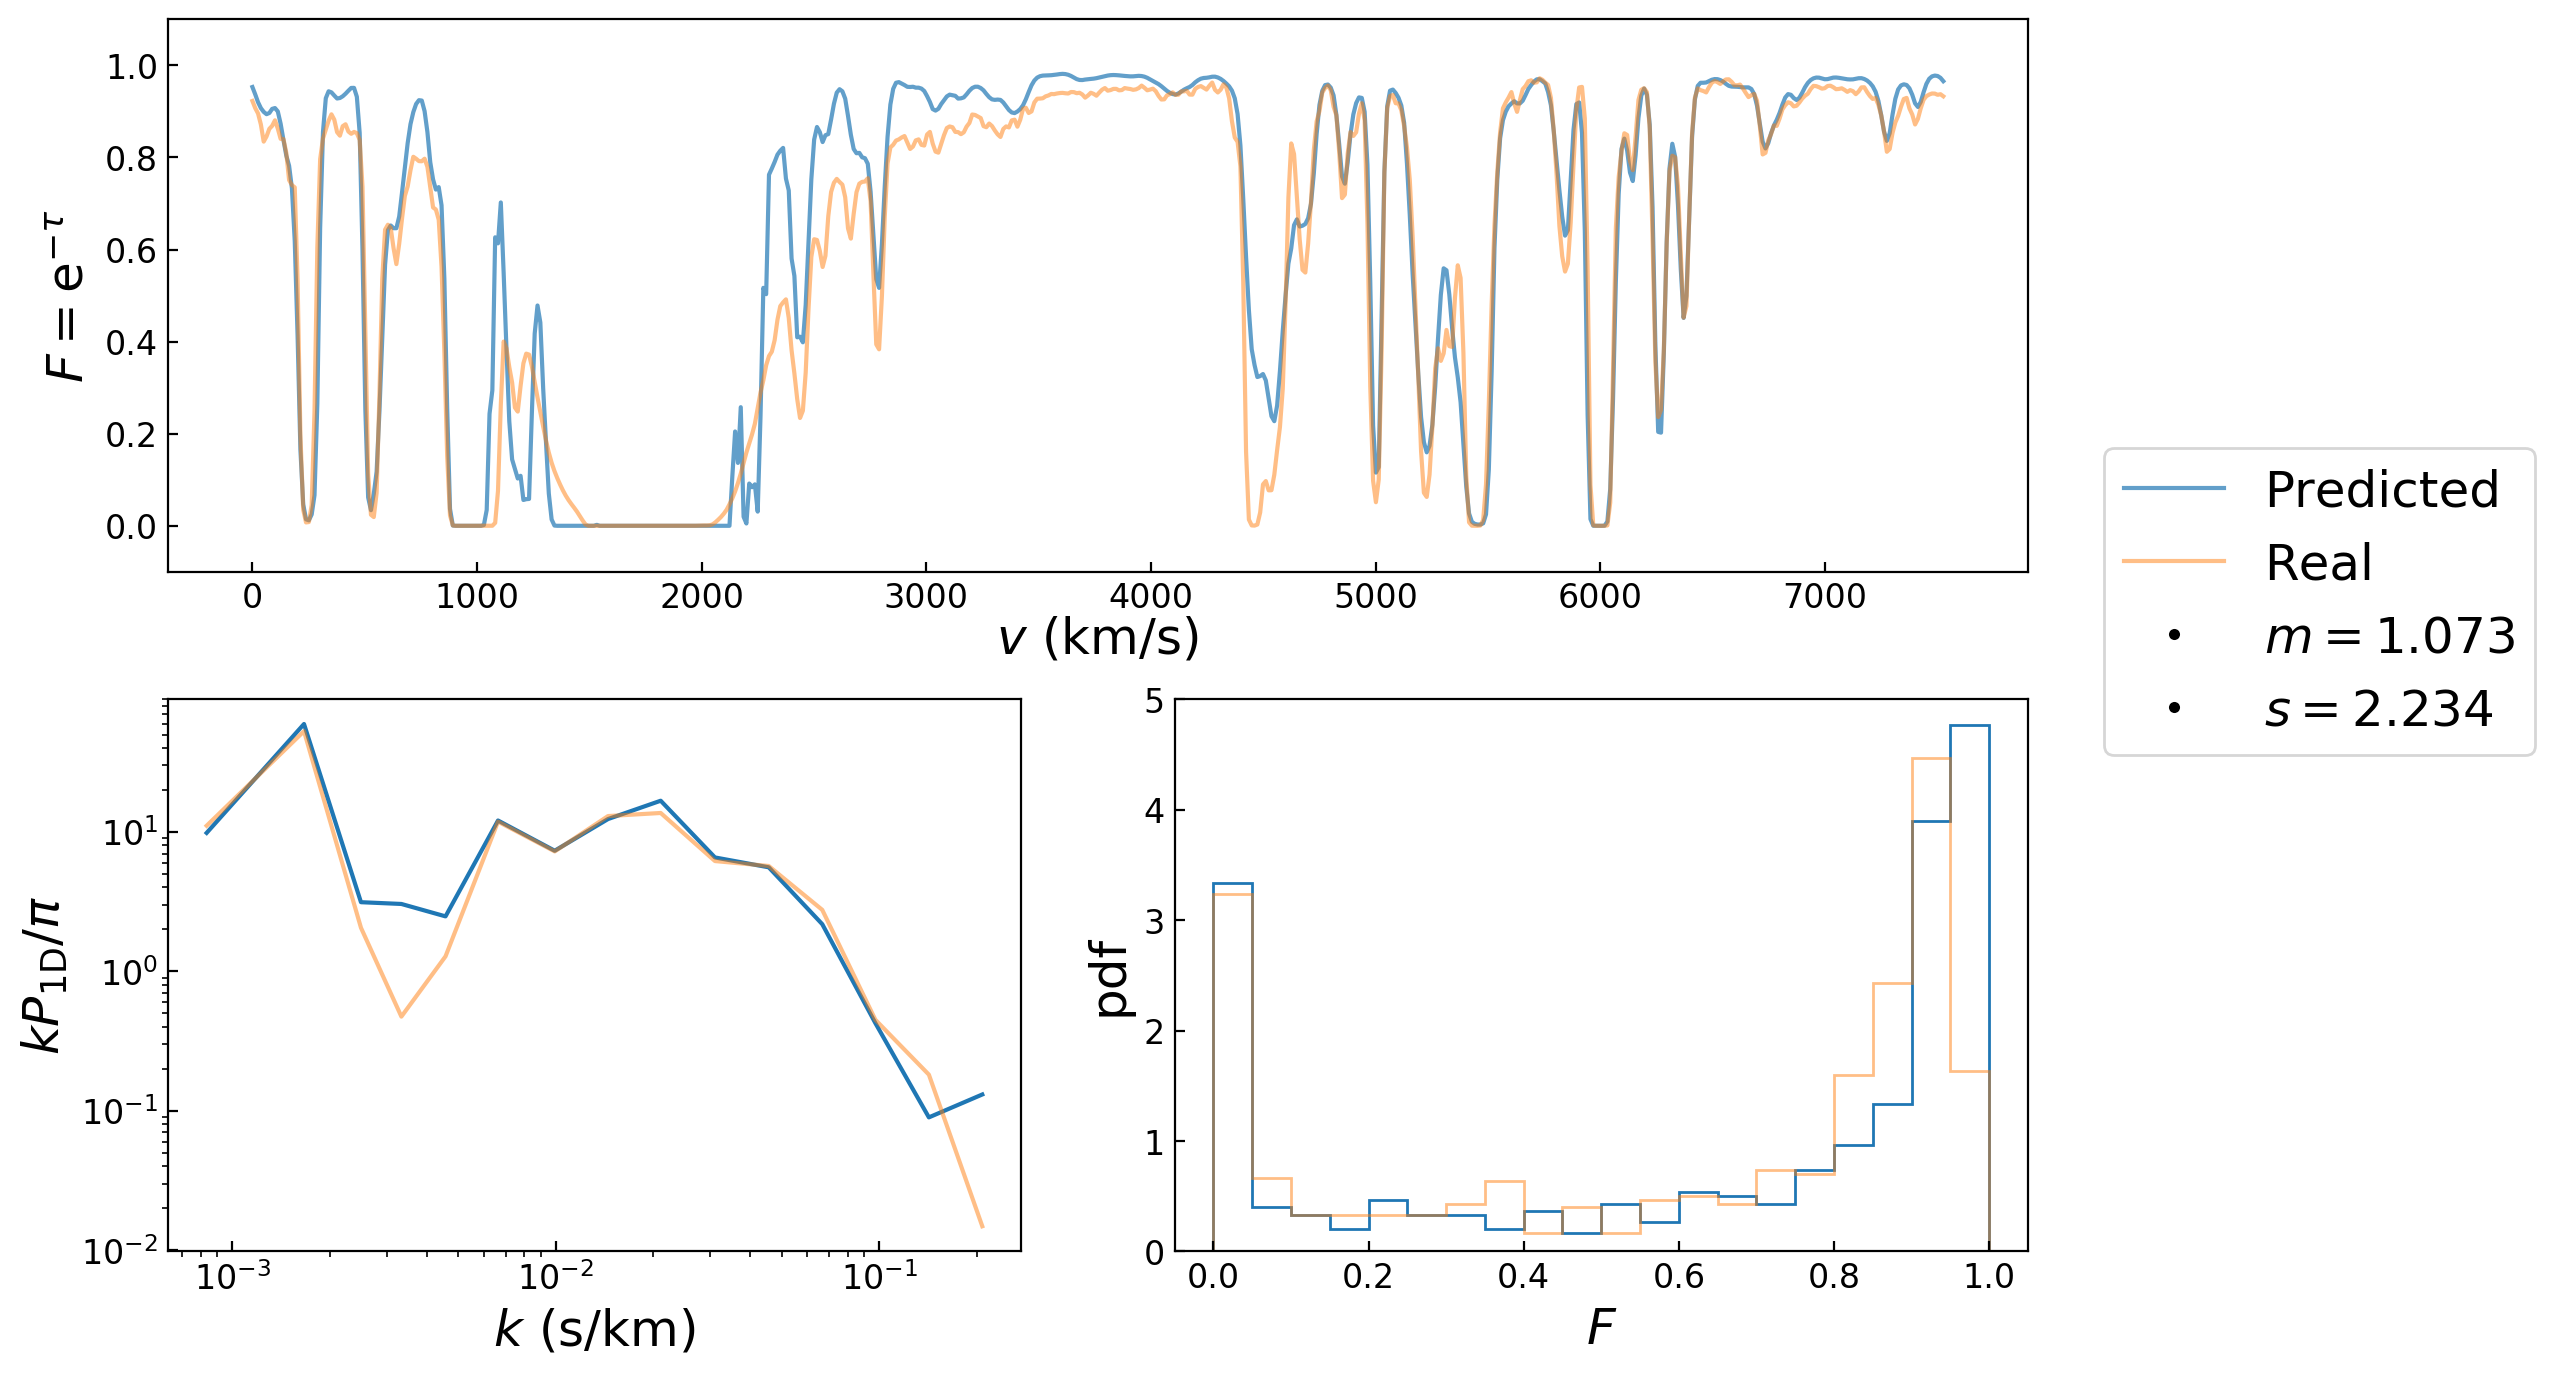 F = e^{−τ}
1.0
0.8
0.6
0.4
0.2
0.0
0 1000 2000 3000 4000 5000 6000 7000
v (km/s)
Predicted
Real
m = 1.073
s = 2.234
kP_{1D}/π
10^1
10^0
10^{−1}
10^{−2}
10^{−3} 10^{−2} 10^{−1}
k (s/km)
pdf
5
4
3
2
1
0
0.0 0.2 0.4 0.6 0.8 1.0
F